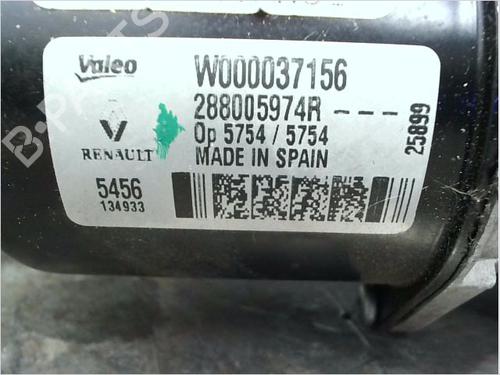 Valeo
W000037156
288005974R---
Op 5754 / 5754
MADE IN SPAIN
RENAULT
5456
134933
25899
B-PARTS